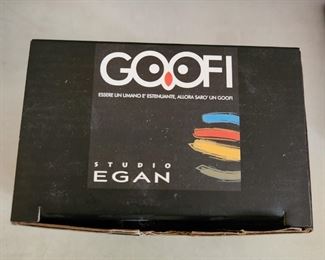 GOOFI
ESSERE UN UMANO E' ESTENUANTE, ALLORA SARO' UN GOOFI
STUDIO
EGAN